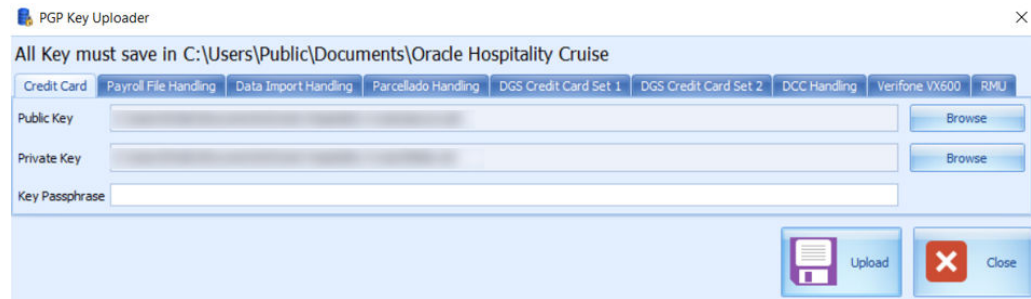 PGP Key Uploader
All Key must save in C:\Users\Public\Documents\Oracle Hospitality Cruise
Credit Card Payroll File Handling Data Import Handling Parcellado Handling DGS Credit Card Set 1 DGS Credit Card Set 2 DCC Handling Verifone VX600 RMU
Public Key Browse
Private Key Browse
Key Passphrase
Upload Close